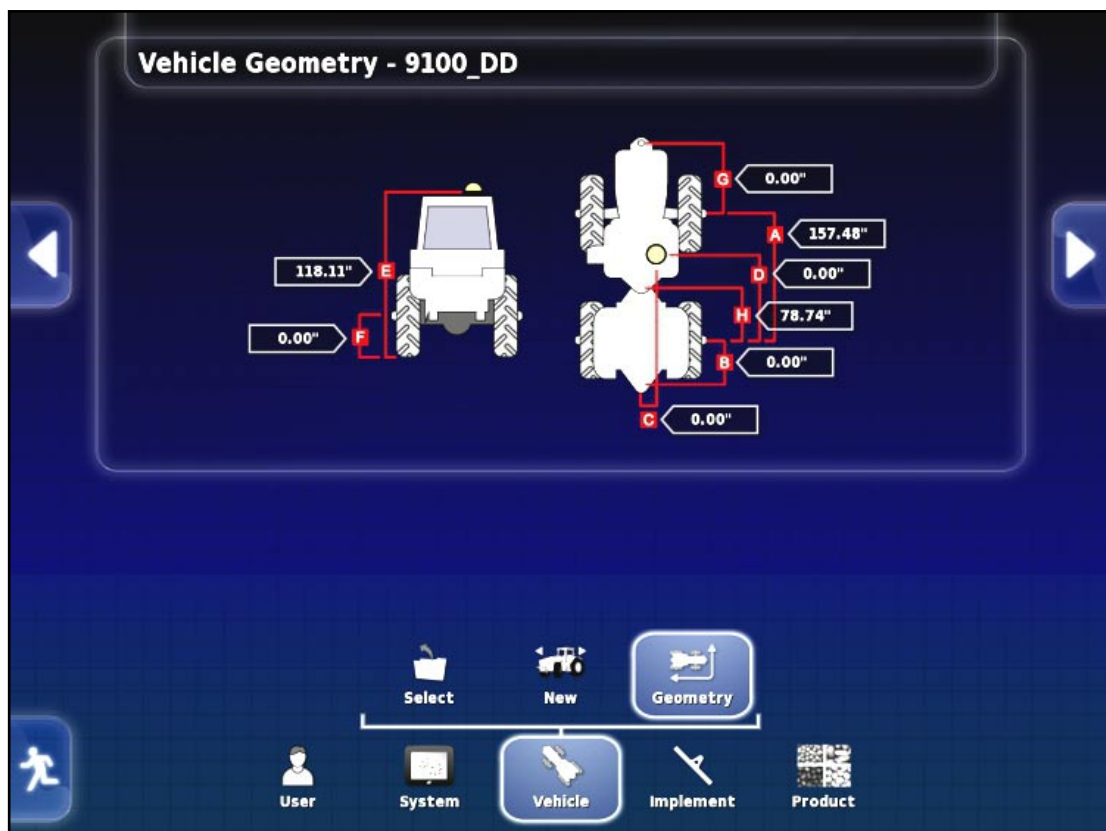 Vehicle Geometry - 9100_DD
G 0.00"
A 157.48"
118.11" E
D 0.00"
H 78.74"
0.00" F
B 0.00"
C 0.00"
Select New Geometry
User System Vehicle Implement Product